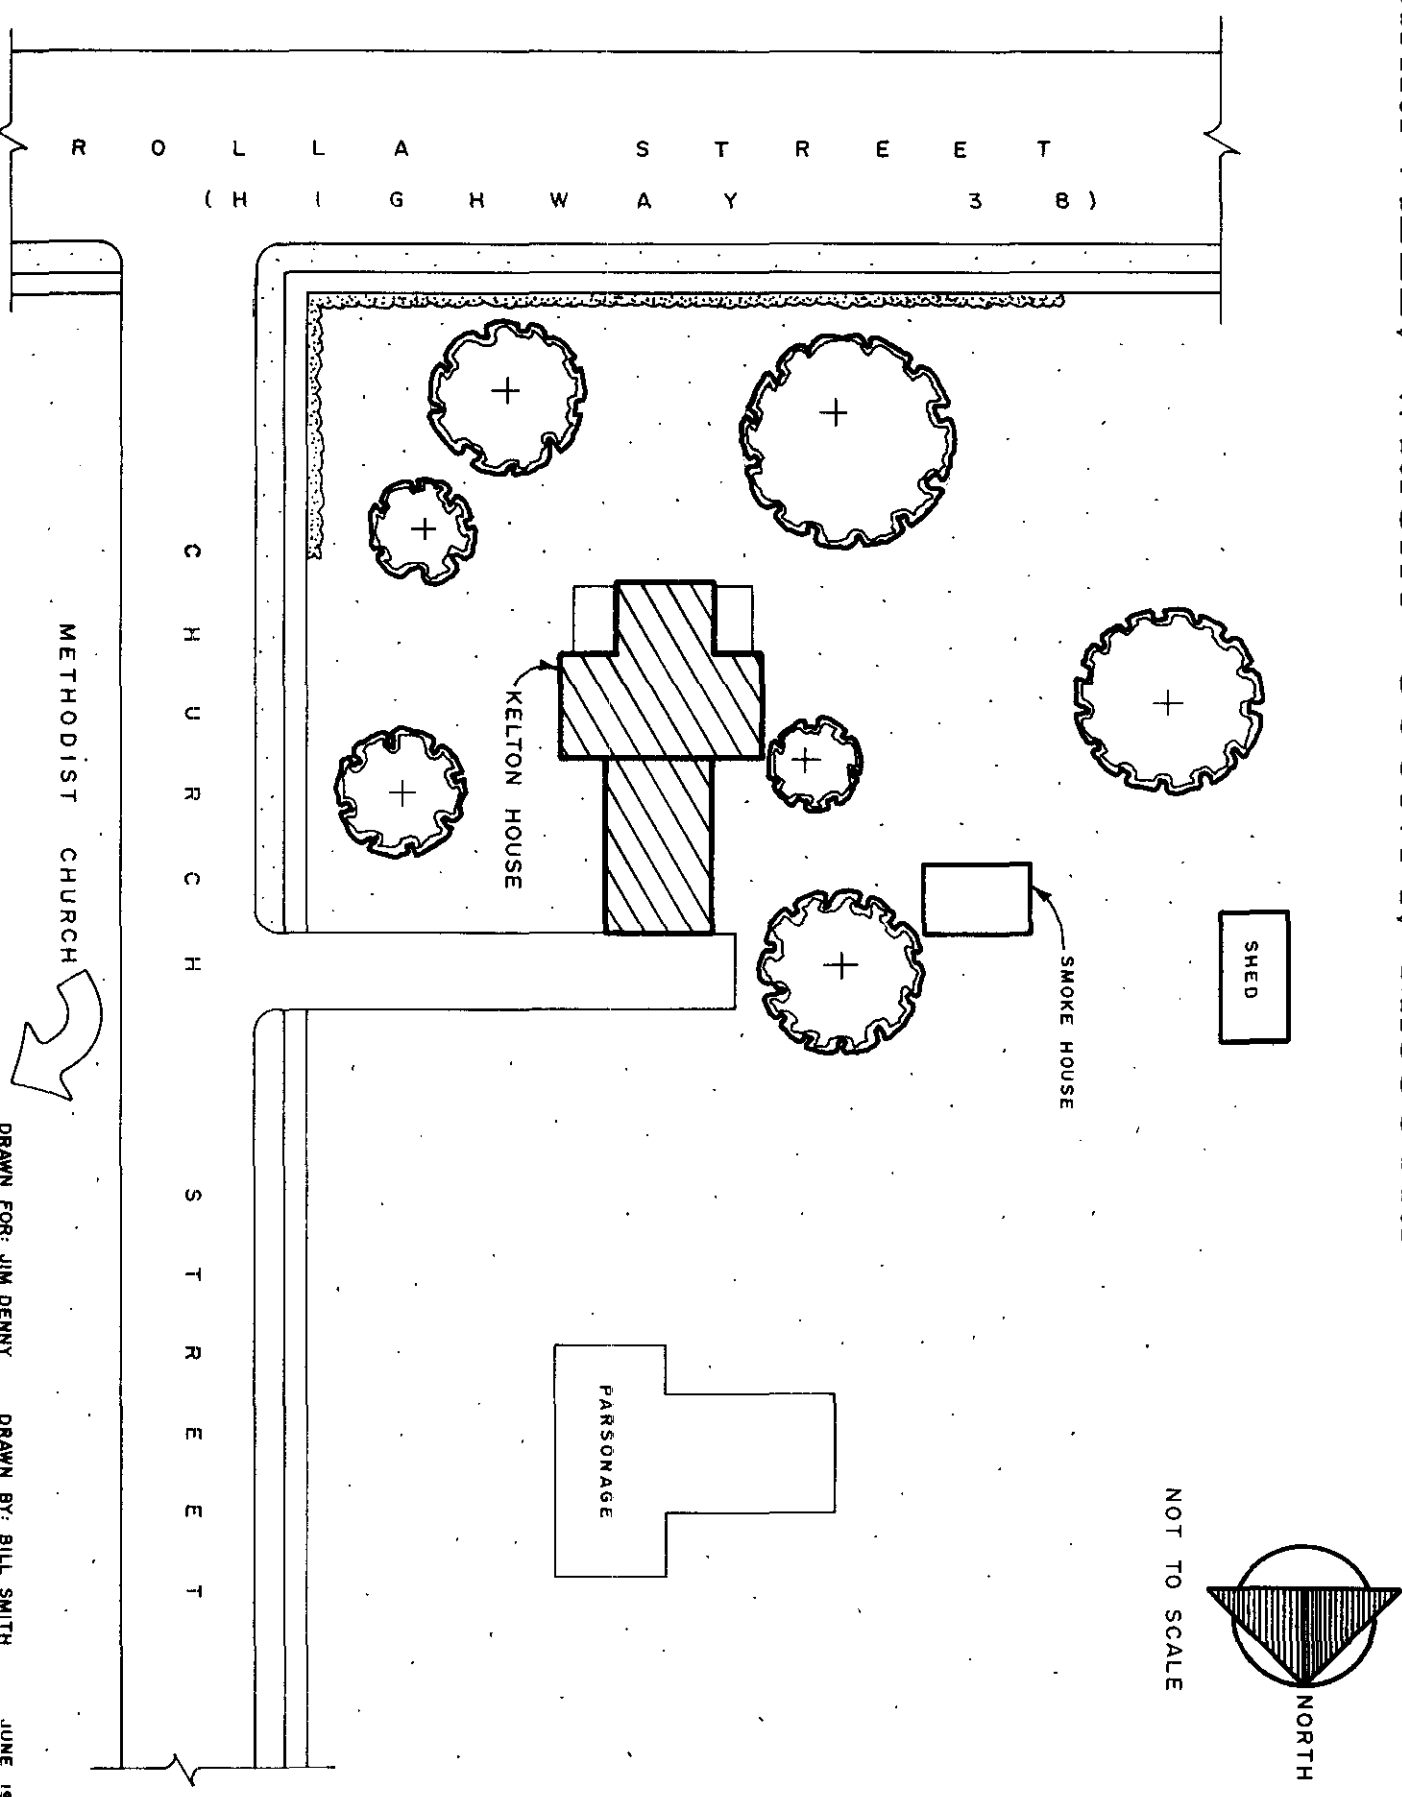 ROLLA STREET
(HIGHWAY 38)
CHURCH STREET
METHODIST CHURCH
KELTON HOUSE
SMOKE HOUSE
SHED
PARSONAGE
NOT TO SCALE
NORTH
DRAWN FOR: JIM DENNY DRAWN BY: BILL SMITH JUNE